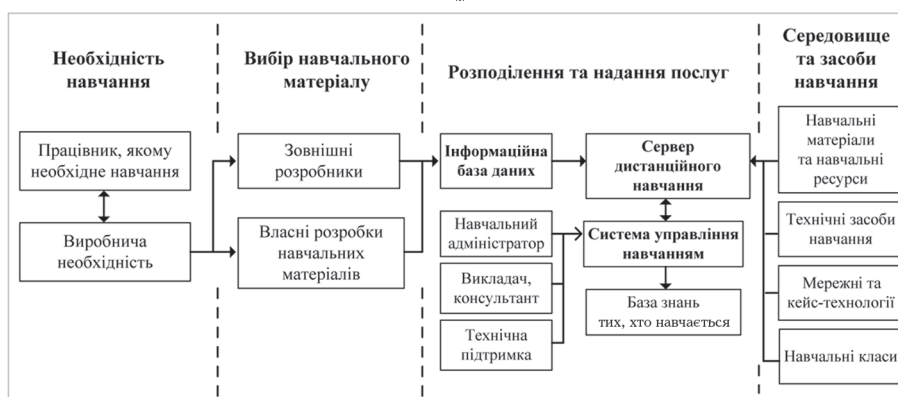 Необхідність
навчання
Працівник, якому
необхідне навчання
Виробнича
необхідність
Вибір навчального
матеріалу
Зовнішні
розробники
Власні розробки
навчальних
матеріалів
Розподілення та надання послуг
Інформаційна
база даних
Сервер
дистанційного
навчання
Навчальний
адміністратор
Викладач,
консультант
Технічна
підтримка
Система управління
навчанням
База знань
тих, хто навчається
Середовище
та засоби
навчання
Навчальні
матеріали
та навчальні
ресурси
Технічні засоби
навчання
Мережні та
кейс-технології
Навчальні класи